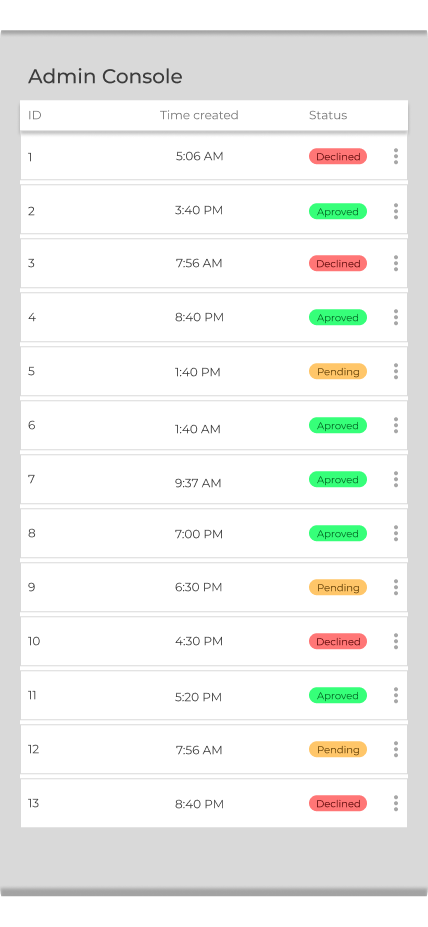 Admin Console
ID Time created Status
1 5:06 AM Declined
2 3:40 PM Aproved
3 7:56 AM Declined
4 8:40 PM Aproved
5 1:40 PM Pending
6 1:40 AM Aproved
7 9:37 AM Aproved
8 7:00 PM Aproved
9 6:30 PM Pending
10 4:30 PM Declined
11 5:20 PM Aproved
12 7:56 AM Pending
13 8:40 PM Declined